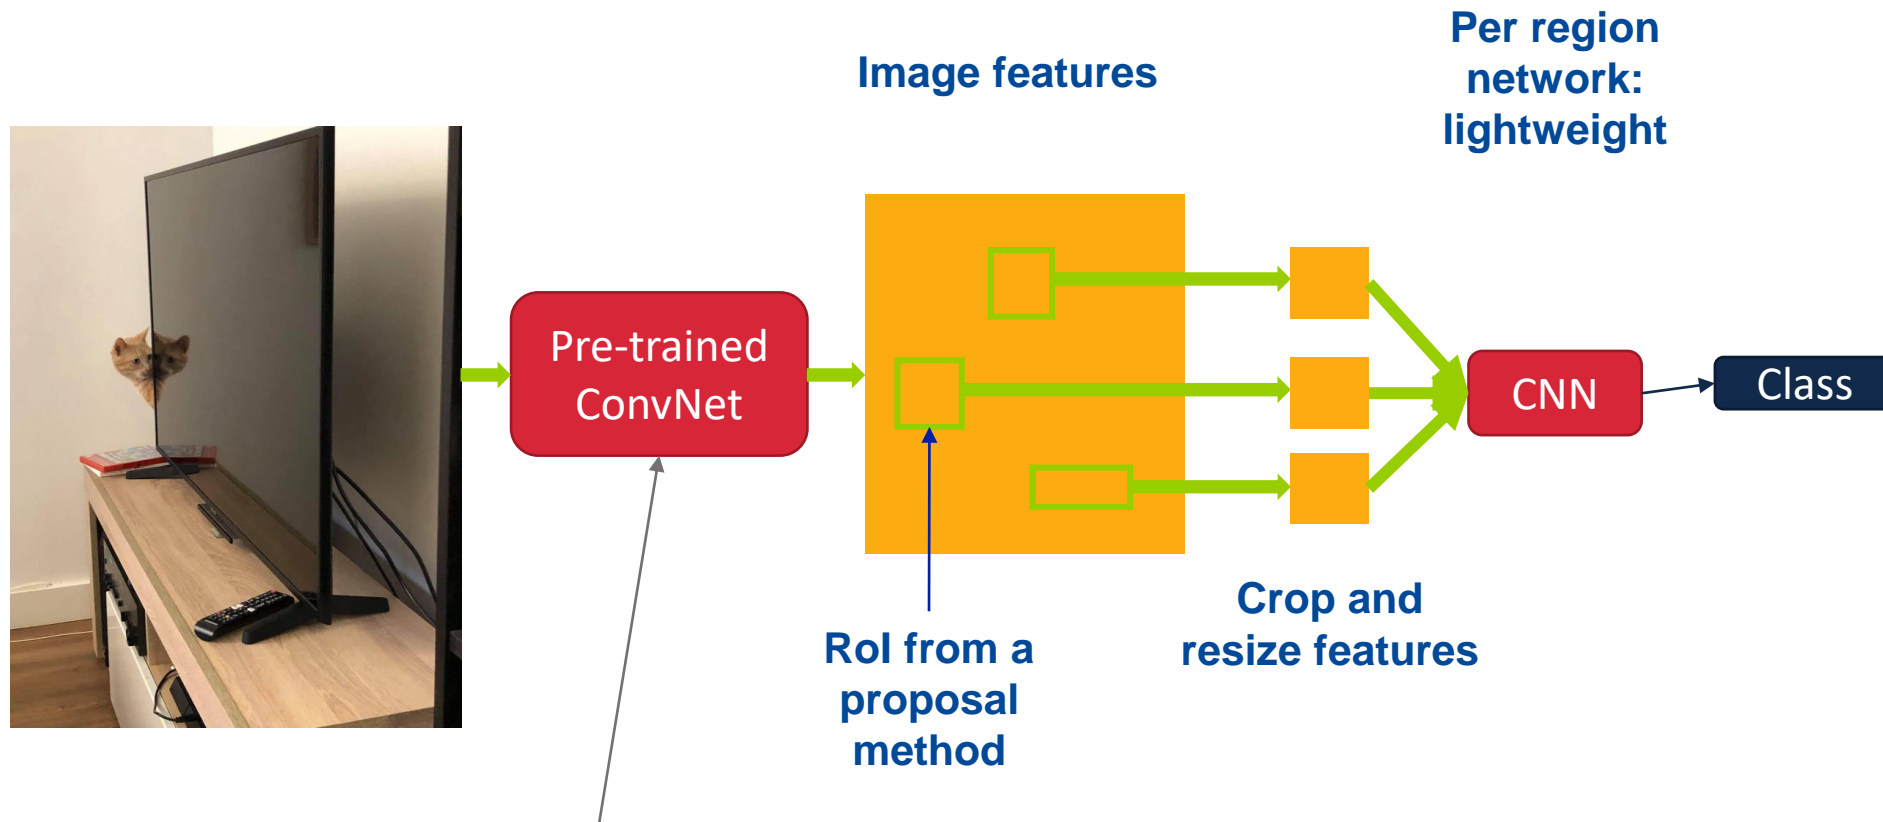 Per region
network:
lightweight
Image features
Pre-trained
ConvNet
CNN
Class
RoI from a
proposal
method
Crop and
resize features